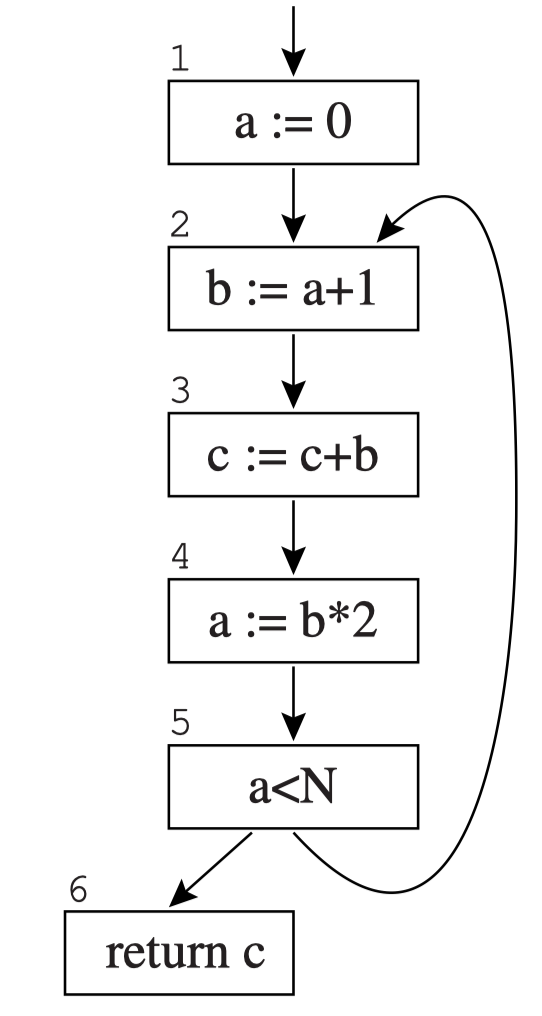 1
a := 0
2
b := a+1
3
c := c+b
4
a := b*2
5
a<N
6
return c